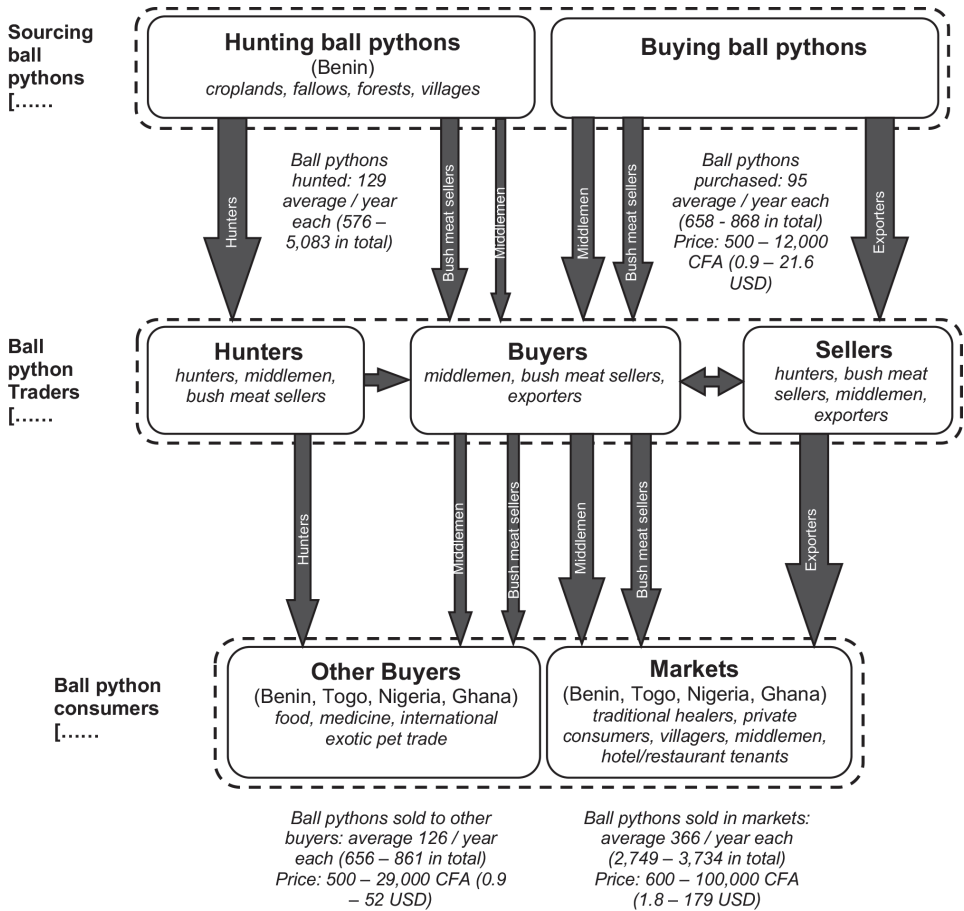 Sourcing
ball
pythons
[……
Hunting ball pythons
(Benin)
croplands, fallows, forests, villages
Buying ball pythons
Hunters
Ball pythons
hunted: 129
average / year
each (576 –
5,083 in total)
Bush meat sellers
Middlemen
Middlemen
Bush meat sellers
Ball pythons
purchased: 95
average / year each
(658 - 868 in total)
Price: 500 – 12,000
CFA (0.9 – 21.6
USD)
Exporters
Ball
python
Traders
[……
Hunters
hunters, middlemen,
bush meat sellers
Buyers
middlemen, bush meat sellers,
exporters
Sellers
hunters, bush meat
sellers, middlemen,
exporters
Hunters
Middlemen
Bush meat sellers
Middlemen
Bush meat sellers
Exporters
Ball python
consumers
[……
Other Buyers
(Benin, Togo, Nigeria, Ghana)
food, medicine, international
exotic pet trade
Markets
(Benin, Togo, Nigeria, Ghana)
traditional healers, private
consumers, villagers, middlemen,
hotel/restaurant tenants
Ball pythons sold to other
buyers: average 126 / year
each (656 – 861 in total)
Price: 500 – 29,000 CFA (0.9
– 52 USD)
Ball pythons sold in markets:
average 366 / year each
(2,749 – 3,734 in total)
Price: 600 – 100,000 CFA
(1.8 – 179 USD)